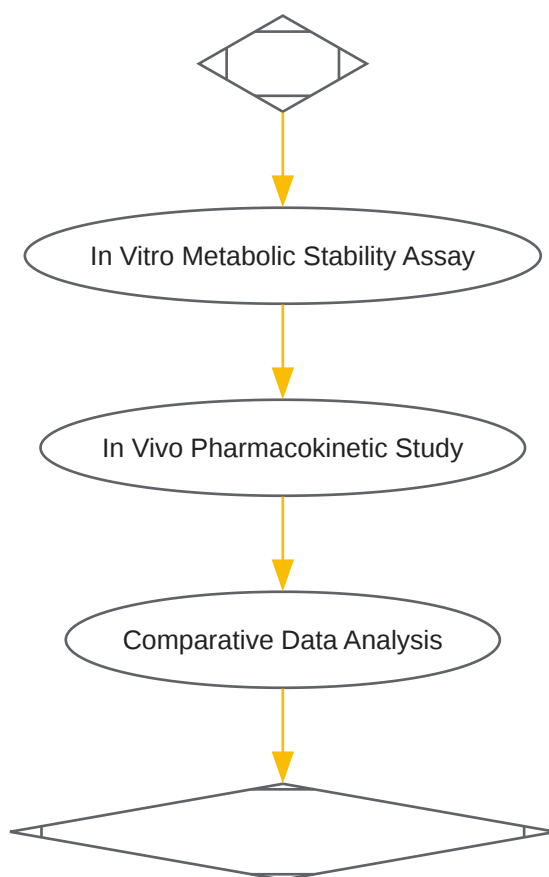 In Vitro Metabolic Stability Assay
In Vivo Pharmacokinetic Study
Comparative Data Analysis